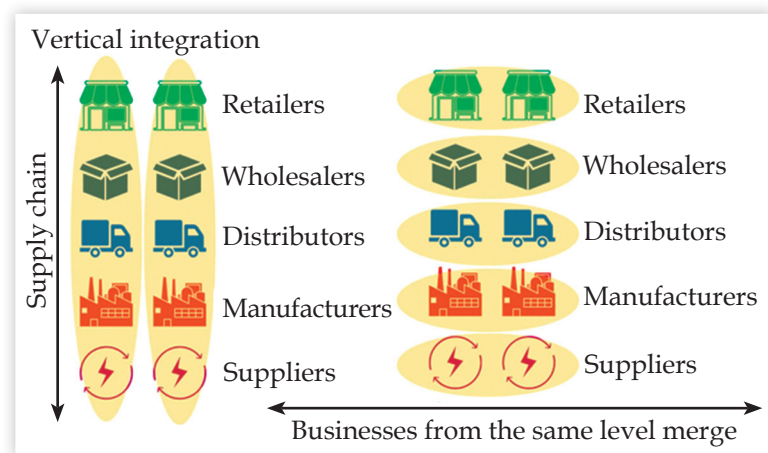 Vertical integration
Supply chain
Retailers
Wholesalers
Distributors
Manufacturers
Suppliers
Retailers
Wholesalers
Distributors
Manufacturers
Suppliers
Businesses from the same level merge